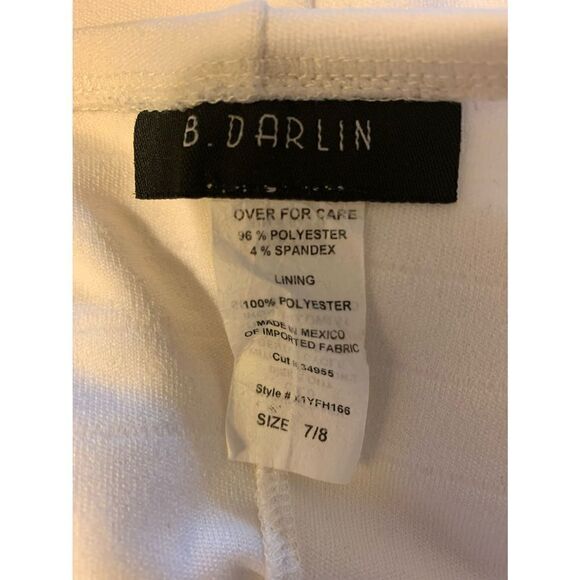 B. DARLIN
OVER FOR CARE
96 % POLYESTER
4 % SPANDEX
LINING
100% POLYESTER
MADE IN MEXICO
OF IMPORTED FABRIC
Cut # 34955
Style #
SIZE 7/8